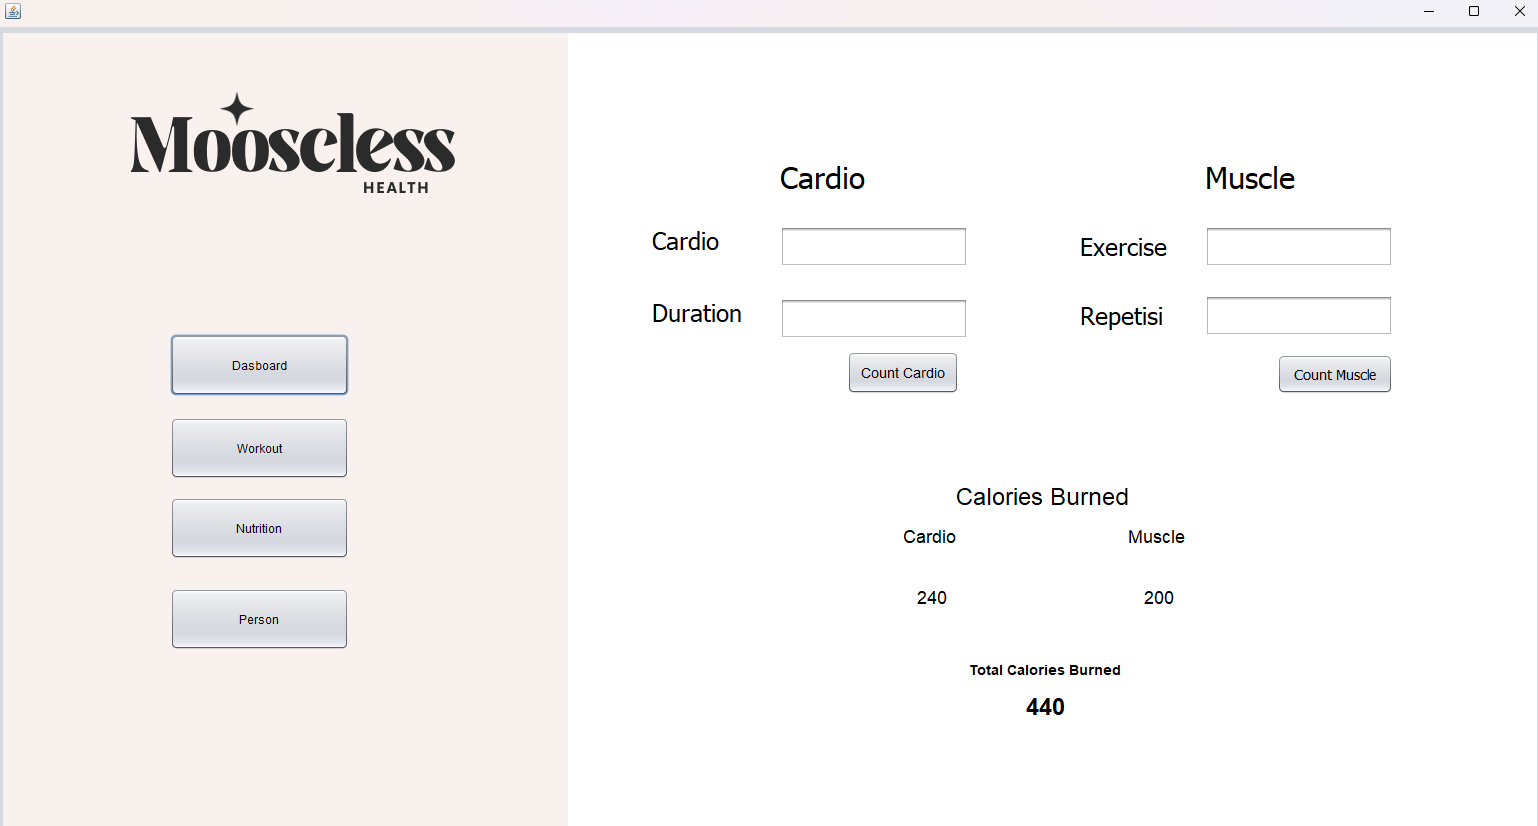 Mooscless
HEALTH
Dasboard
Workout
Nutrition
Person
Cardio
Muscle
Cardio
Exercise
Duration
Repetisi
Count Cardio
Count Muscle
Calories Burned
Cardio
Muscle
240
200
Total Calories Burned
440